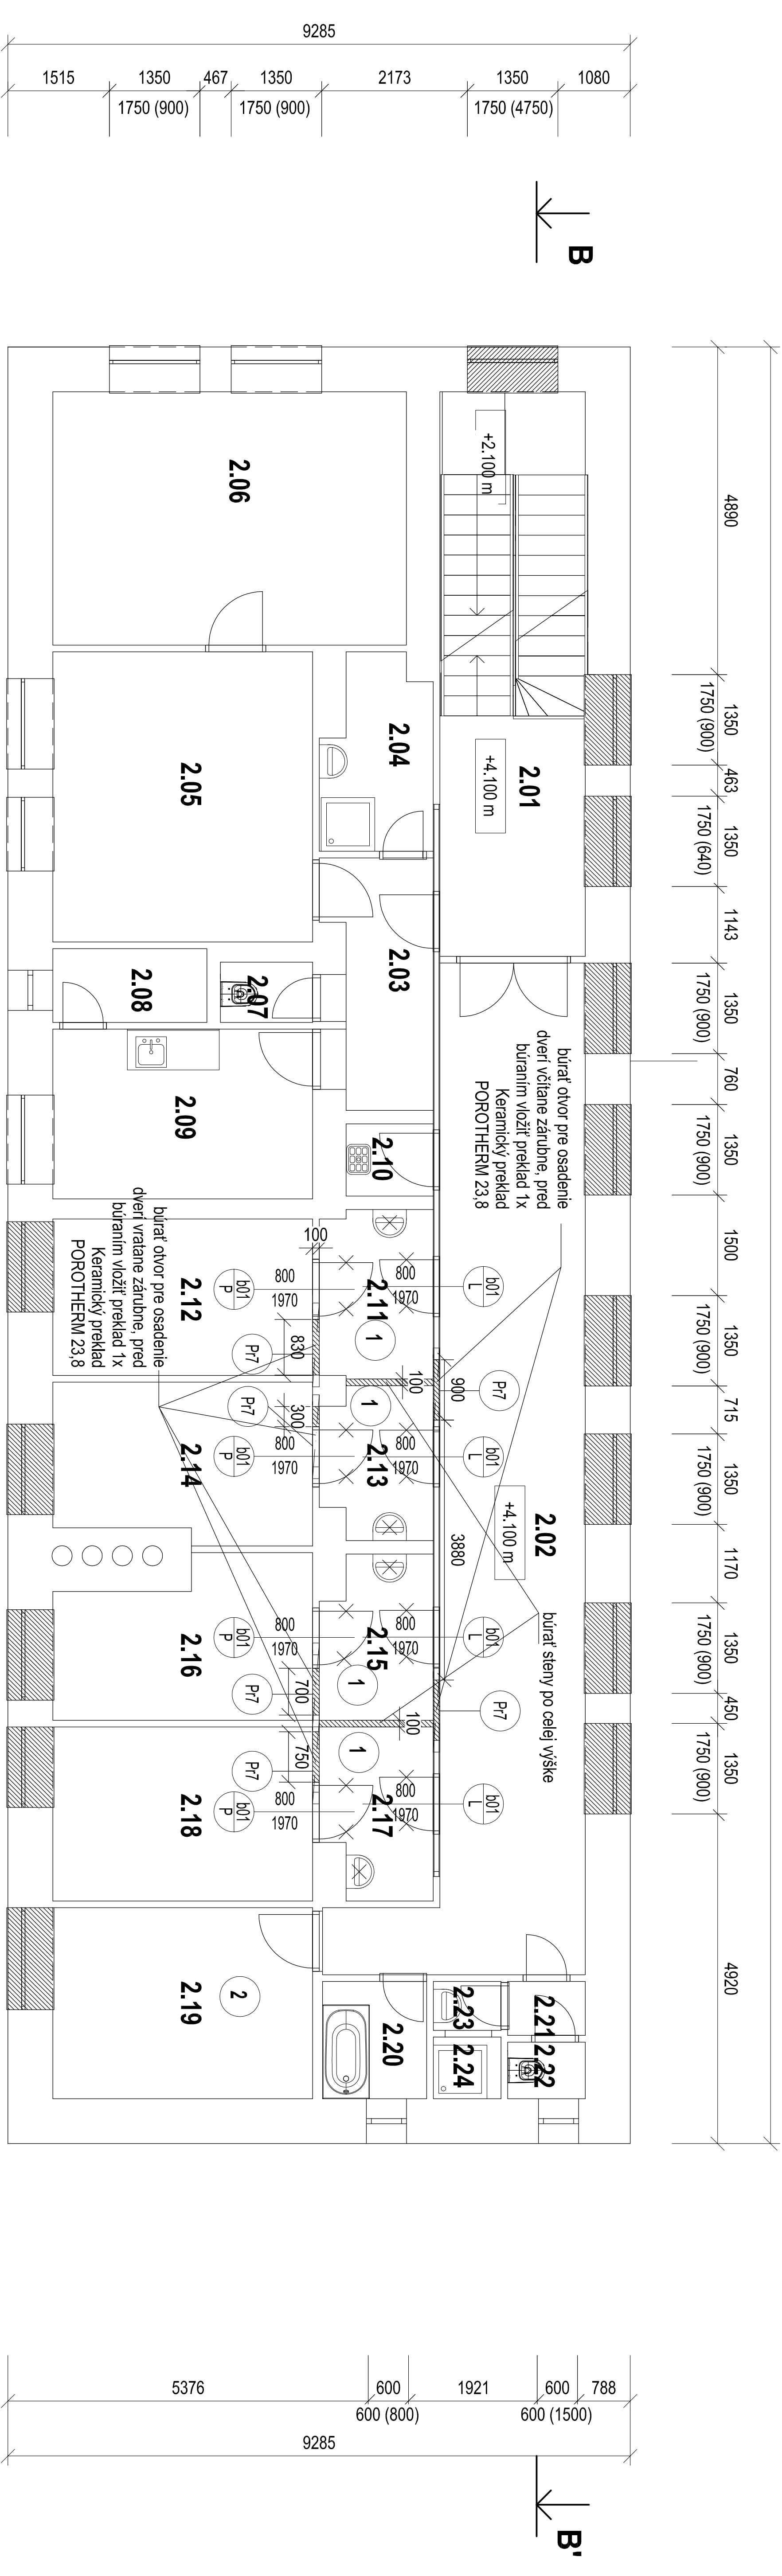 9285
1515
1350
467
1350
2173
1350
1080
1750 (900)
1750 (900)
1750 (4750)
B
4890
1350
1750 (900)
463
1350
1750 (640)
1143
1350
1750 (900)
760
1350
1750 (900)
1500
1350
1750 (900)
715
1350
1750 (900)
1170
1350
1750 (900)
450
1350
1750 (900)
4920
+2.100 m
2.06
2.01
+4.100 m
2.04
2.05
2.03
2.07
2.08
2.09
2.10
búrať otvor pre osadenie
dverí včítane zárubne, pred
búraním vložiť preklad 1x
Keramický preklad
POROTHERM 23,8
búrať otvor pre osadenie
dverí vratane zárubne, pred
búraním vložiť preklad 1x
Keramický preklad
POROTHERM 23,8
100
2.12
b01
P
800
1970
2.11
800
1970
b01
L
1
Pr7
830
100
900
Pr7
1
Pr7
300
2.14
b01
P
800
1970
2.13
800
1970
b01
L
2.02
+4.100 m
3880
búrať steny po celej výške
2.16
b01
P
800
1970
2.15
800
1970
b01
L
1
Pr7
700
100
Pr7
1
Pr7
750
2.18
b01
P
800
1970
2.17
800
1970
b01
L
2.19
2
2.20
2.23
2.24
2.21
2.22
5376
600
1921
600
788
600 (800)
600 (1500)
9285
B'